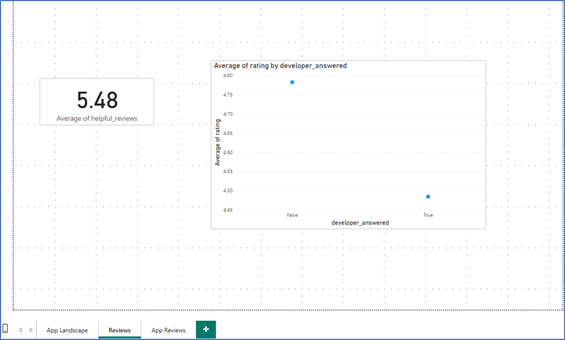 5.48
Average of helpful_reviews
Average of rating by developer_answered
4.80
4.75
4.70
4.65
4.60
4.55
4.50
4.45
Average of rating
False
True
developer_answered
App Landscape
Reviews
App Reviews
+